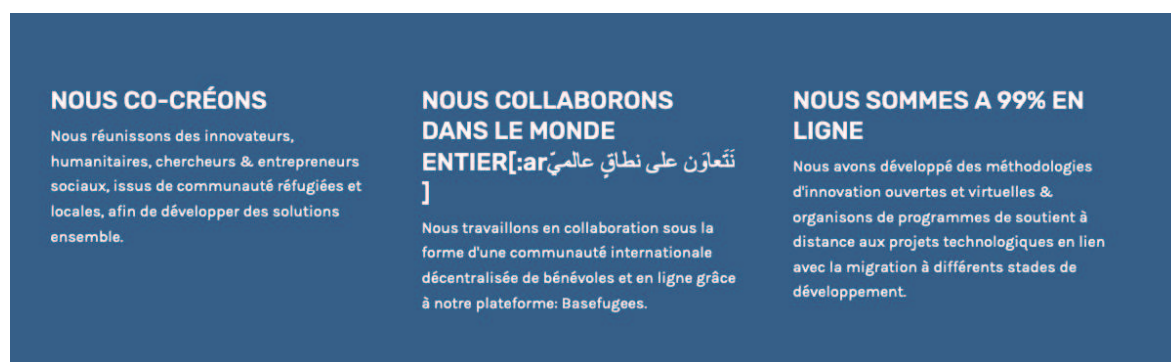 NOUS CO-CRÉONS
Nous réunissons des innovateurs,
humanitaires, chercheurs & entrepreneurs
sociaux, issus de communauté réfugiées et
locales, afin de développer des solutions
ensemble.
NOUS COLLABORONS
DANS LE MONDE
ENTIER[:arنَتَعاوَن على نطاقٍ عالميّ
]
Nous travaillons en collaboration sous la
forme d'une communauté internationale
décentralisée de bénévoles et en ligne grâce
à notre plateforme: Basefugees.
NOUS SOMMES A 99% EN
LIGNE
Nous avons développé des méthodologies
d'innovation ouvertes et virtuelles &
organisons de programmes de soutient à
distance aux projets technologiques en lien
avec la migration à différents stades de
développement.